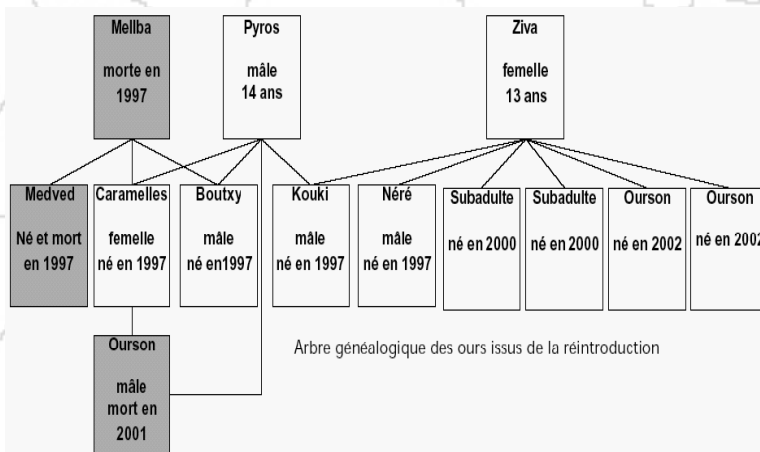 Mellba
morte en
1997
Pyros
mâle
14 ans
Ziva
femelle
13 ans
Medved
Né et mort
en 1997
Caramelles
femelle
né en 1997
Boutxy
mâle
né en1997
Kouki
mâle
né en 1997
Néré
mâle
né en 1997
Subadulte
né en 2000
Subadulte
né en 2000
Ourson
né en 2002
Ourson
né en 2002
Ourson
mâle
mort en
2001
Arbre généalogique des ours issus de la réintroduction